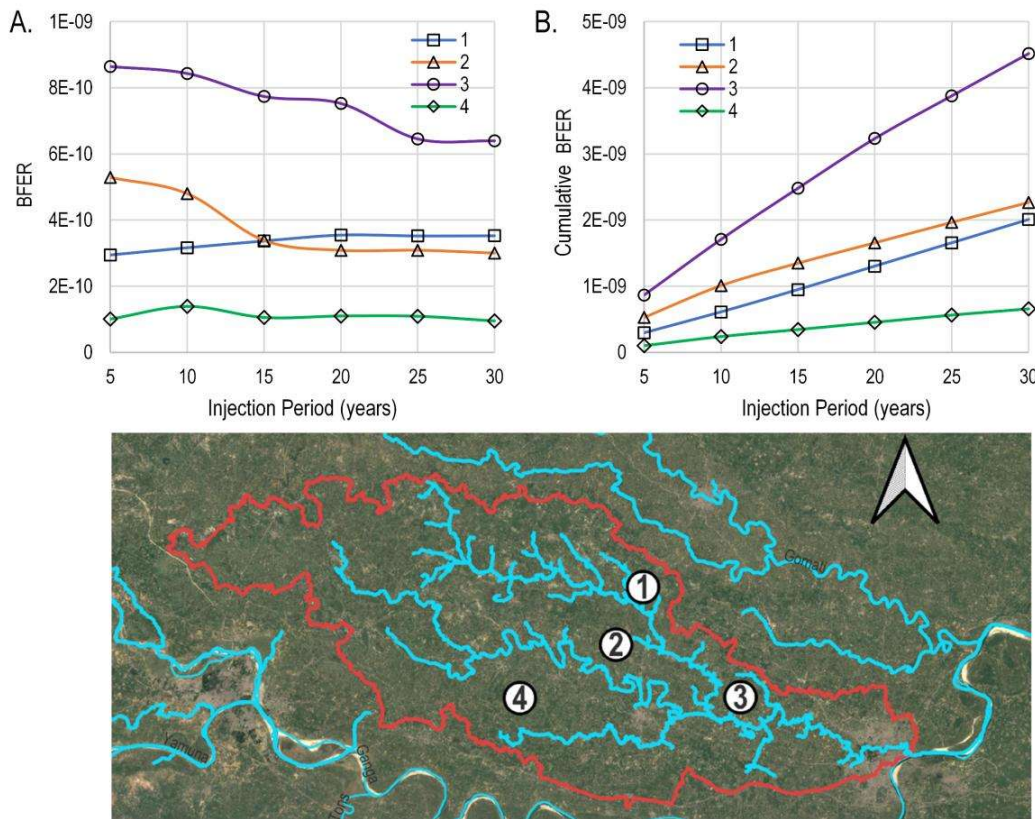 A.
1E-09
8E-10
6E-10
4E-10
2E-10
0
BFER
5 10 15 20 25 30
Injection Period (years)
1
2
3
4
B.
5E-09
4E-09
3E-09
2E-09
1E-09
0
Cumulative BFER
5 10 15 20 25 30
Injection Period (years)
1
2
3
4
Gomati
1
2
3
4
Yamuna
Ganga
Tons